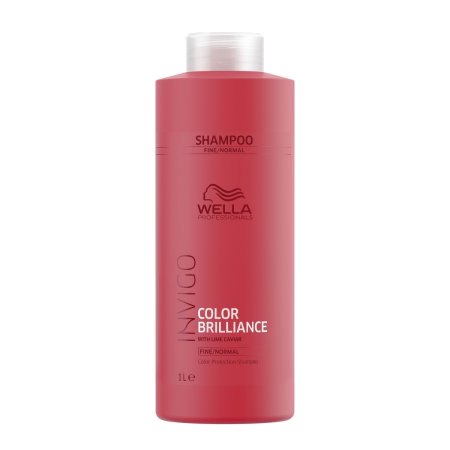 SHAMPOO
FINE/NORMAL
WELLA
PROFESSIONALS
INVIGO
COLOR
BRILLIANCE
WITH LIME CAVIAR
FINE/NORMAL
Color Protection Shampoo
1L